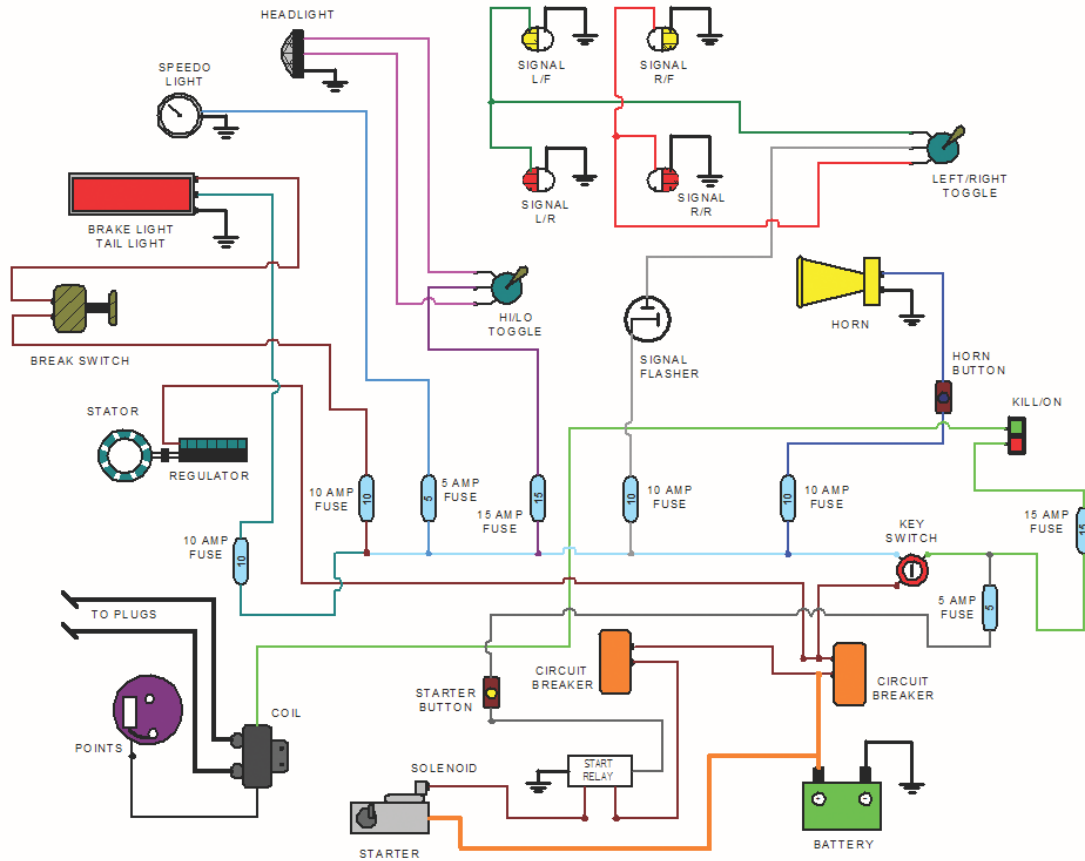 HEADLIGHT
SPEEDO
LIGHT
SIGNAL
L/F
SIGNAL
R/F
SIGNAL
L/R
SIGNAL
R/R
LEFT/RIGHT
TOGGLE
BRAKE LIGHT
TAIL LIGHT
BREAK SWITCH
HI/LO
TOGGLE
SIGNAL
FLASHER
HORN
HORN
BUTTON
KILL/ON
STATOR
REGULATOR
10 AMP
FUSE
10
5 AMP
FUSE
5
15 AMP
FUSE
15
10 AMP
FUSE
10
10 AMP
FUSE
10
15 AMP
FUSE
15
KEY
SWITCH
10 AMP
FUSE
10
5 AMP
FUSE
5
TO PLUGS
CIRCUIT
BREAKER
CIRCUIT
BREAKER
STARTER
BUTTON
POINTS
COIL
SOLENOID
START
RELAY
STARTER
BATTERY